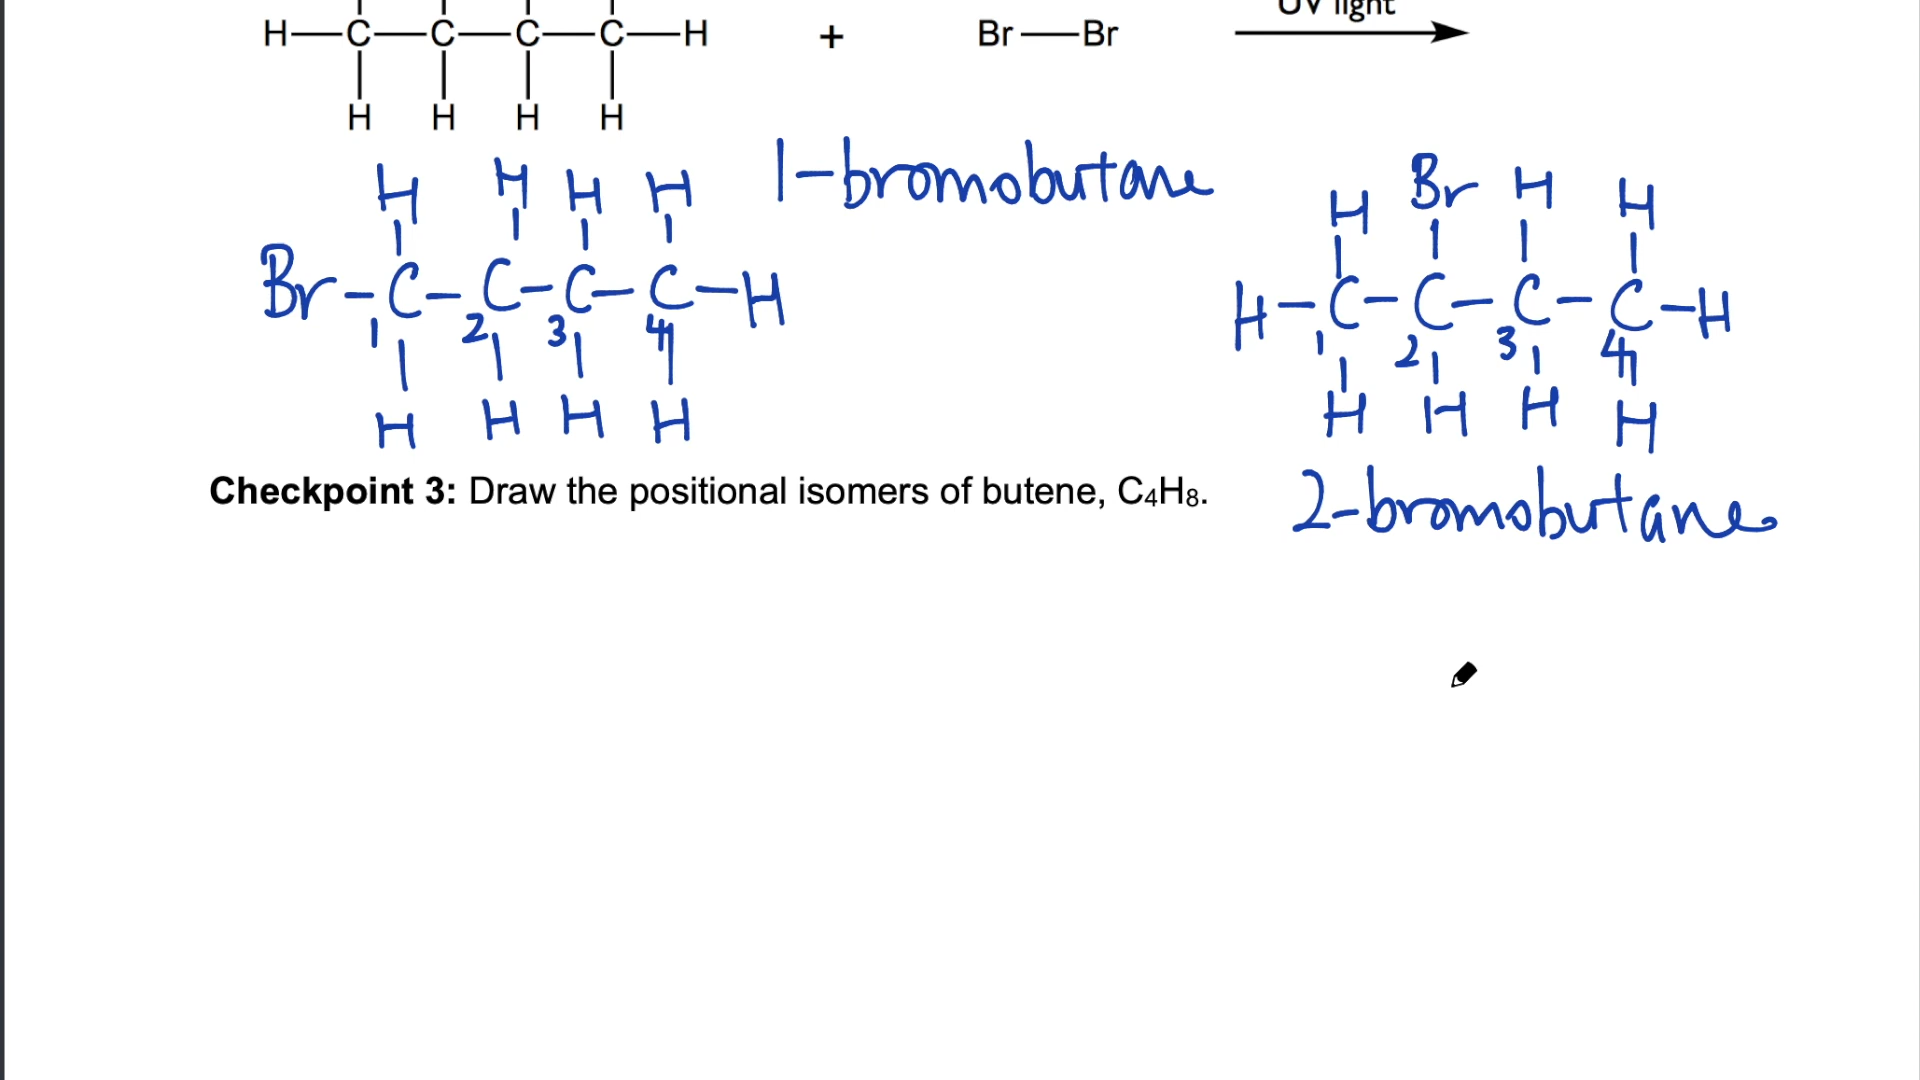 UV light
H—C—C—C—C—H + Br—Br
H H H H
1-bromobutane
H H H H
Br-C-C-C-C-H
1 2 3 4
H H H H
H Br H H
H-C-C-C-C-H
1 2 3 4
H H H H
Checkpoint 3: Draw the positional isomers of butene, C₄H₈.
2-bromobutane